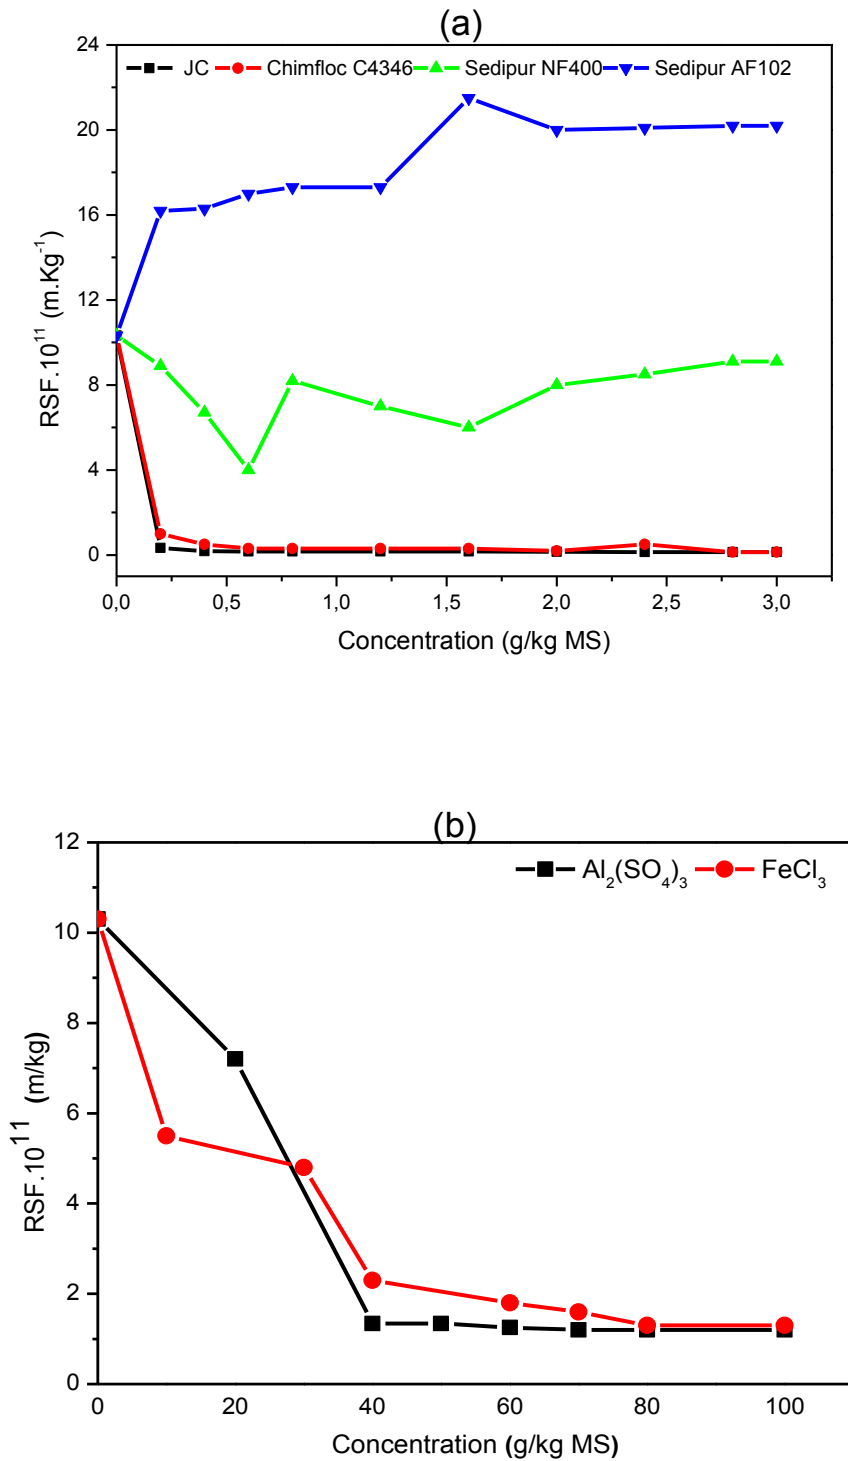 (a)
24
JC Chimfloc C4346 Sedipur NF400 Sedipur AF102
20
16
12
8
4
0
RSF.10¹¹ (m.Kg⁻¹)
0,0 0,5 1,0 1,5 2,0 2,5 3,0
Concentration (g/kg MS)
(b)
12
Al₂(SO₄)₃ FeCl₃
10
8
6
4
2
0
RSF.10¹¹ (m/kg)
0 20 40 60 80 100
Concentration (g/kg MS)